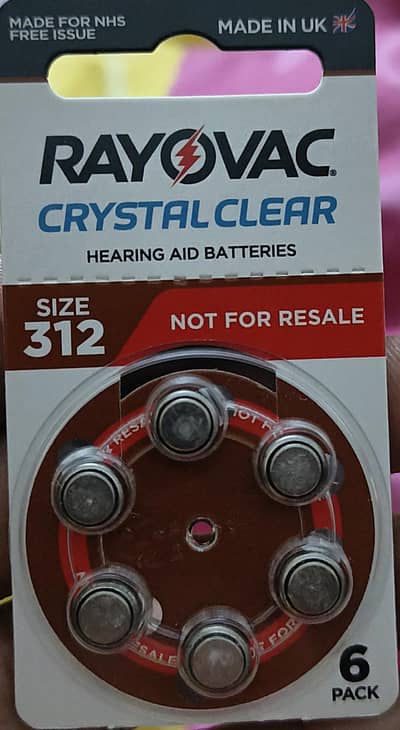 MADE FOR NHS
FREE ISSUE
MADE IN UK
RAYOVAC
CRYSTAL CLEAR
HEARING AID BATTERIES
SIZE
312
NOT FOR RESALE
6
PACK